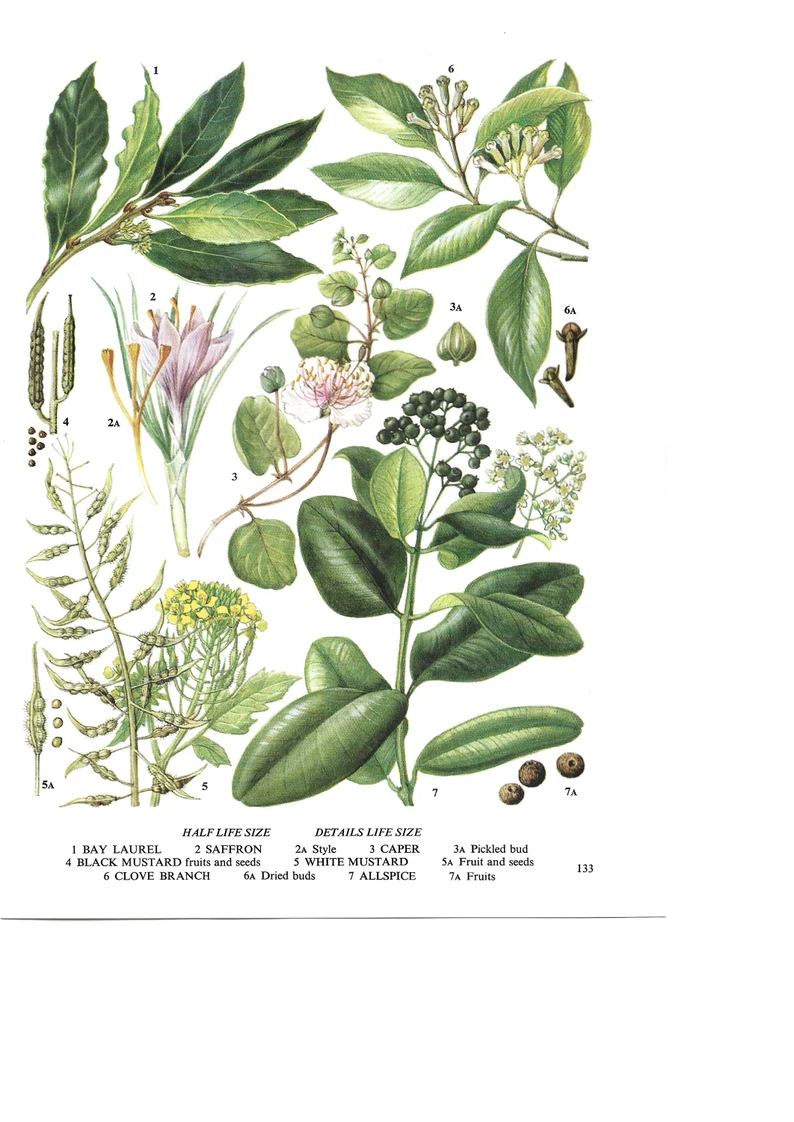 1
6
2
3A
6A
4
2A
3
5A
5
7
7A
HALF LIFE SIZE DETAILS LIFE SIZE
1 BAY LAUREL 2 SAFFRON 2A Style 3 CAPER 3A Pickled bud
4 BLACK MUSTARD fruits and seeds 5 WHITE MUSTARD 5A Fruit and seeds
6 CLOVE BRANCH 6A Dried buds 7 ALLSPICE 7A Fruits
133